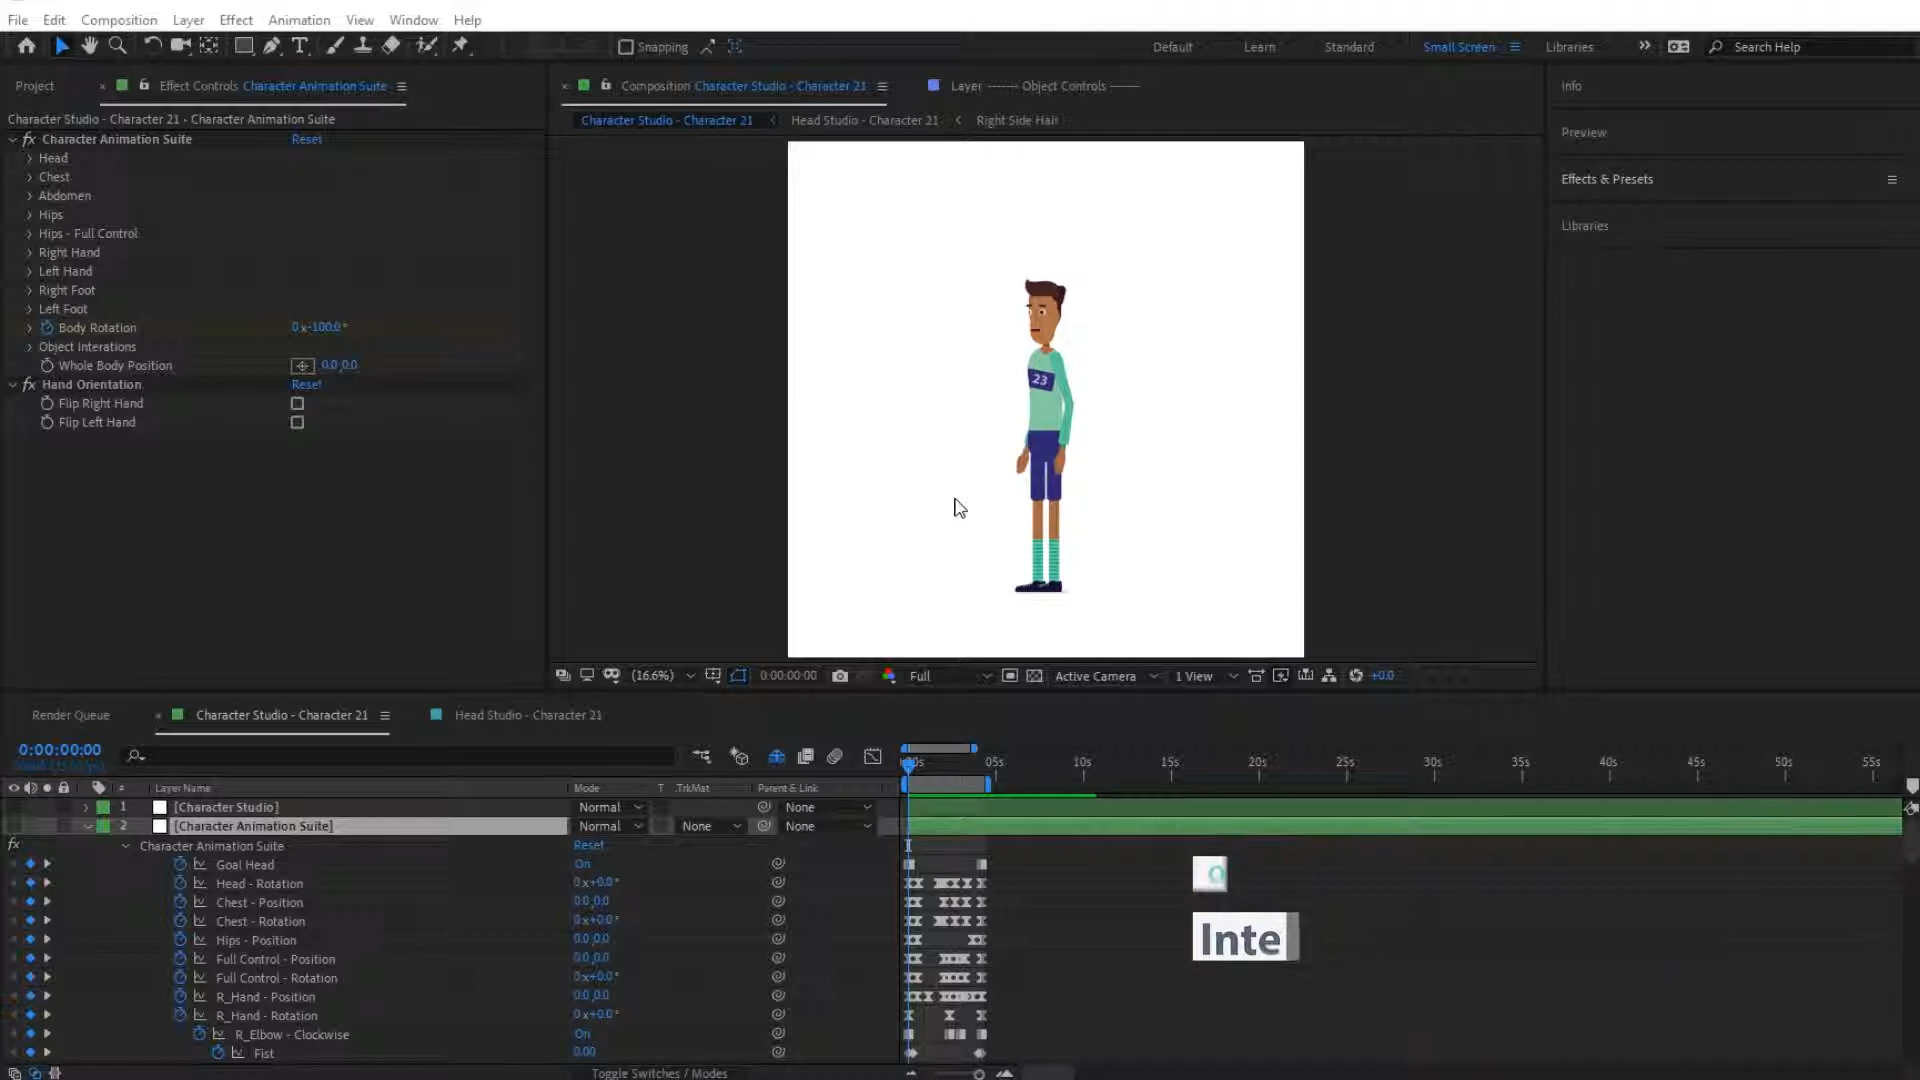 File Edit Composition Layer Effect Animation View Window Help
Snapping Default Learn Standard Small Screen Libraries Search Help
Project Effect Controls Character Animation Suite Composition Character Studio - Character 21 Layer ------- Object Controls ------- Info
Character Studio - Character 21 • Character Animation Suite
Character Studio - Character 21 Head Studio - Character 21 Right Side Hair
Preview
Effects & Presets
Libraries
fx Character Animation Suite Reset
Head
Chest
Abdomen
Hips
Hips - Full Control
Right Hand
Left Hand
Right Foot
Left Foot
Body Rotation 0x-100.0°
Object Interations
Whole Body Position 0.0,0.0
fx Hand Orientation Reset
Flip Right Hand
Flip Left Hand
23
(16.6%) 0:00:00:00 Full Active Camera 1 View +0.0
Render Queue Character Studio - Character 21 Head Studio - Character 21
0:00:00:00
05s 10s 15s 20s 25s 30s 35s 40s 45s 50s 55s
# Layer Name Mode T .TrkMat Parent & Link
1 [Character Studio] Normal None
2 [Character Animation Suite] Normal None None
fx Character Animation Suite Reset
Goal Head On
Head - Rotation 0x+0.0°
Chest - Position 0.0,0.0
Chest - Rotation 0x+0.0°
Hips - Position 0.0,0.0
Full Control - Position 0.0,0.0
Full Control - Rotation 0x+0.0°
R_Hand - Position 0.0,0.0
R_Hand - Rotation 0x+0.0°
R_Elbow - Clockwise On
Fist 0.00
Toggle Switches / Modes
Inte